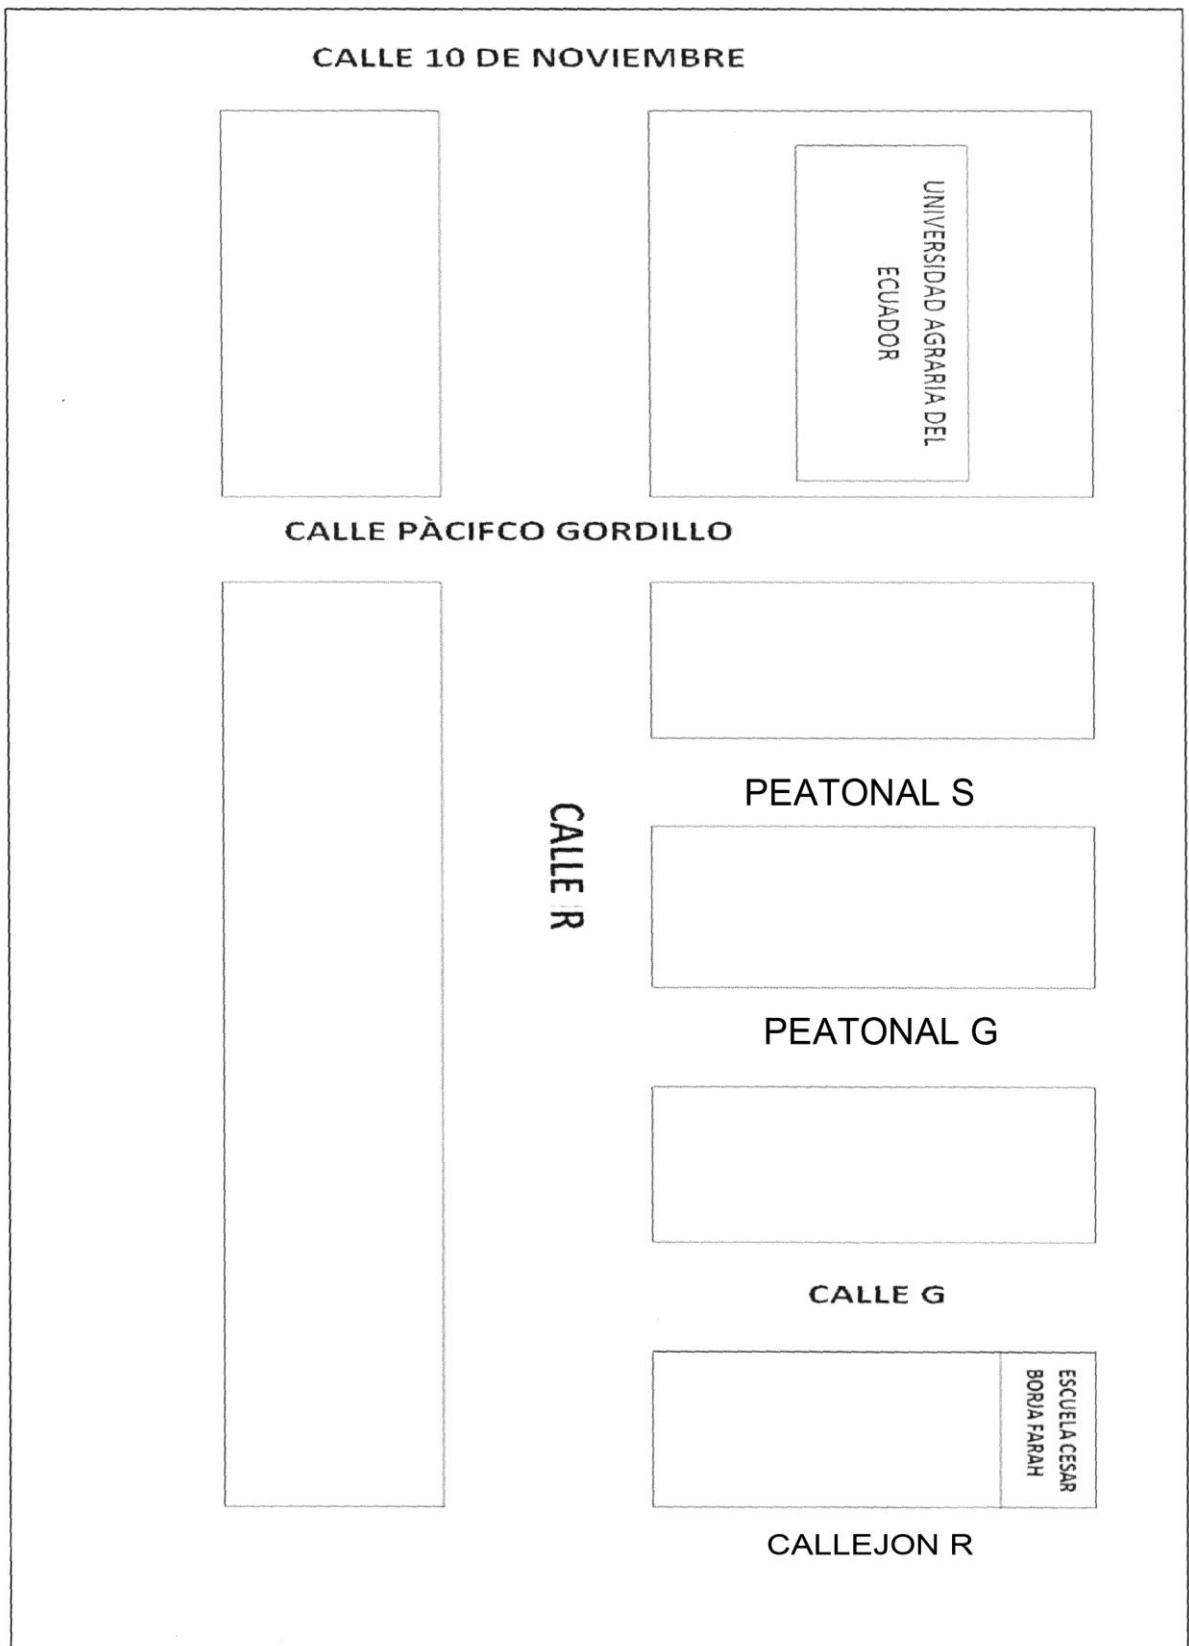 CALLE 10 DE NOVIEMBRE
UNIVERSIDAD AGRARIA DEL
ECUADOR
CALLE PÀCIFCO GORDILLO
PEATONAL S
CALLE R
PEATONAL G
CALLE G
ESCUELA CESAR
BORJA FARAH
CALLEJON R